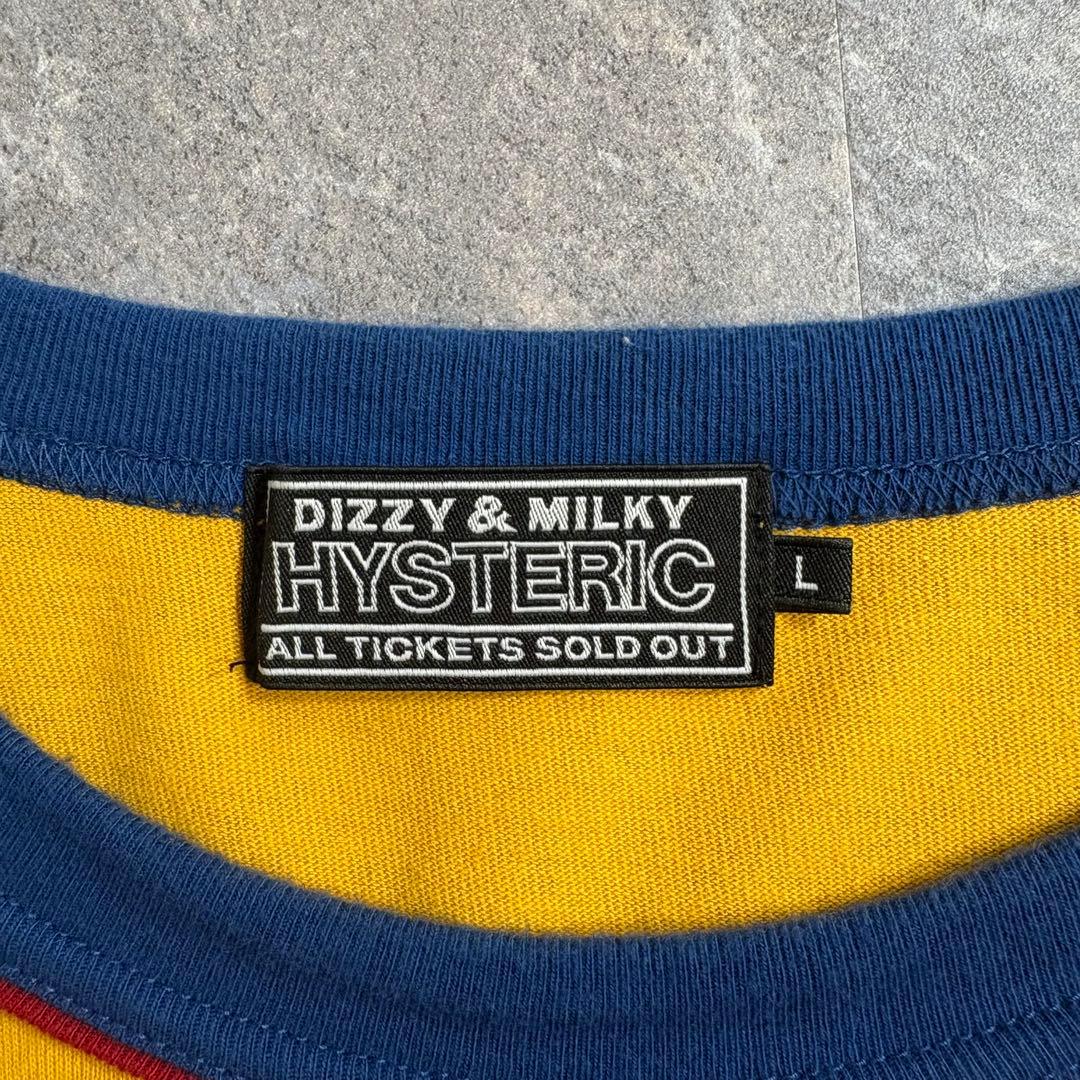 DIZZY & MILKY
HYSTERIC
ALL TICKETS SOLD OUT
L